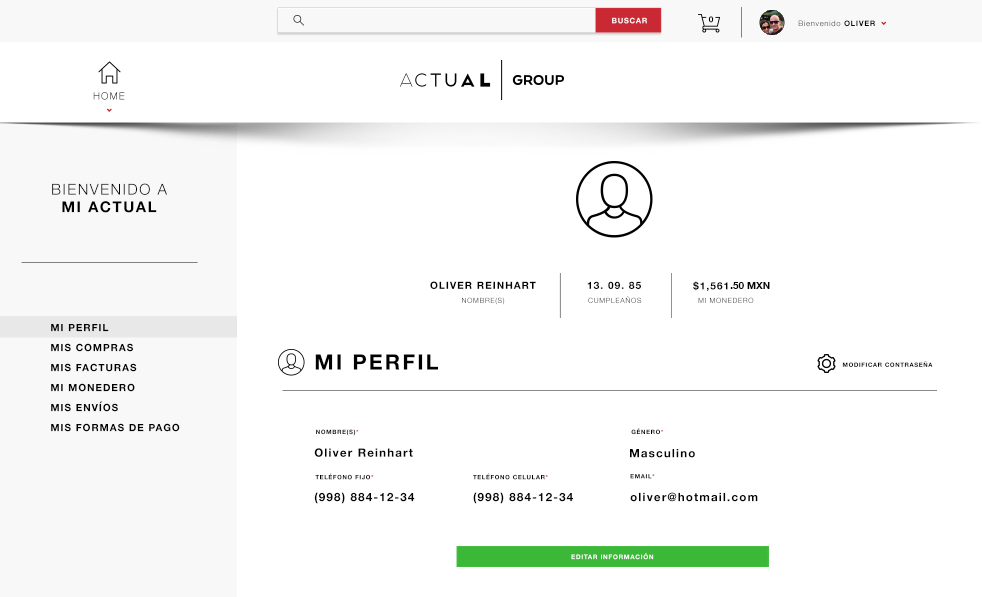 BUSCAR
0
Bienvenido OLIVER
HOME
ACTUAL | GROUP
BIENVENIDO A
MI ACTUAL
OLIVER REINHART
NOMBRE(S)
13. 09. 85
CUMPLEAÑOS
$1,561.50 MXN
MI MONEDERO
MI PERFIL
MIS COMPRAS
MIS FACTURAS
MI MONEDERO
MIS ENVÍOS
MIS FORMAS DE PAGO
MI PERFIL
MODIFICAR CONTRASEÑA
NOMBRE(S)*
Oliver Reinhart
GÉNERO*
Masculino
TELÉFONO FIJO*
(998) 884-12-34
TELÉFONO CELULAR*
(998) 884-12-34
EMAIL*
oliver@hotmail.com
EDITAR INFORMACIÓN